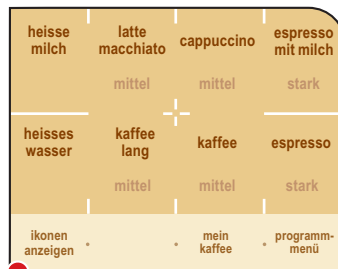 heisse milch
latte macchiato
cappuccino
espresso mit milch
mittel
mittel
stark
heisses wasser
kaffee lang
kaffee
espresso
mittel
mittel
stark
ikonen anzeigen
mein kaffee
programm-
menü